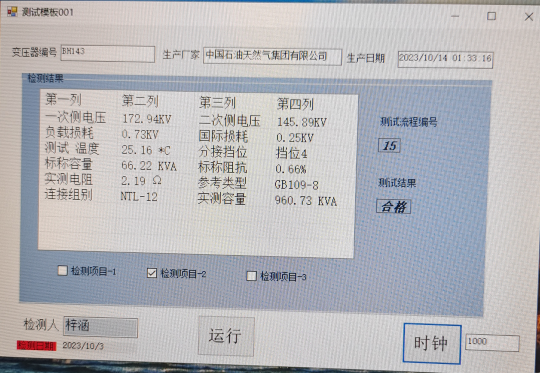 测试模板001
变压器编号 BH143 生产厂家 中国石油天然气集团有限公司 生产日期 2023/10/14 01:33.16
检测结果
第一列 第二列 第三列 第四列
一次侧电压 172.94KV 二次侧电压 145.89KV
负载损耗 0.73KV 国际损耗 0.25KV
测试 温度 25.16 *C 分接挡位 挡位4
标称容量 66.22 KVA 标称阻抗 0.66%
实测电阻 2.19 Ω 参考类型 GB109-8
连接组别 NTL-12 实测容量 960.73 KVA
测试流程编号
15
测试结果
合格
检测项目-1 检测项目-2 检测项目-3
检测人 梓涵 运行 时钟 1000
检测日期 2023/10/3